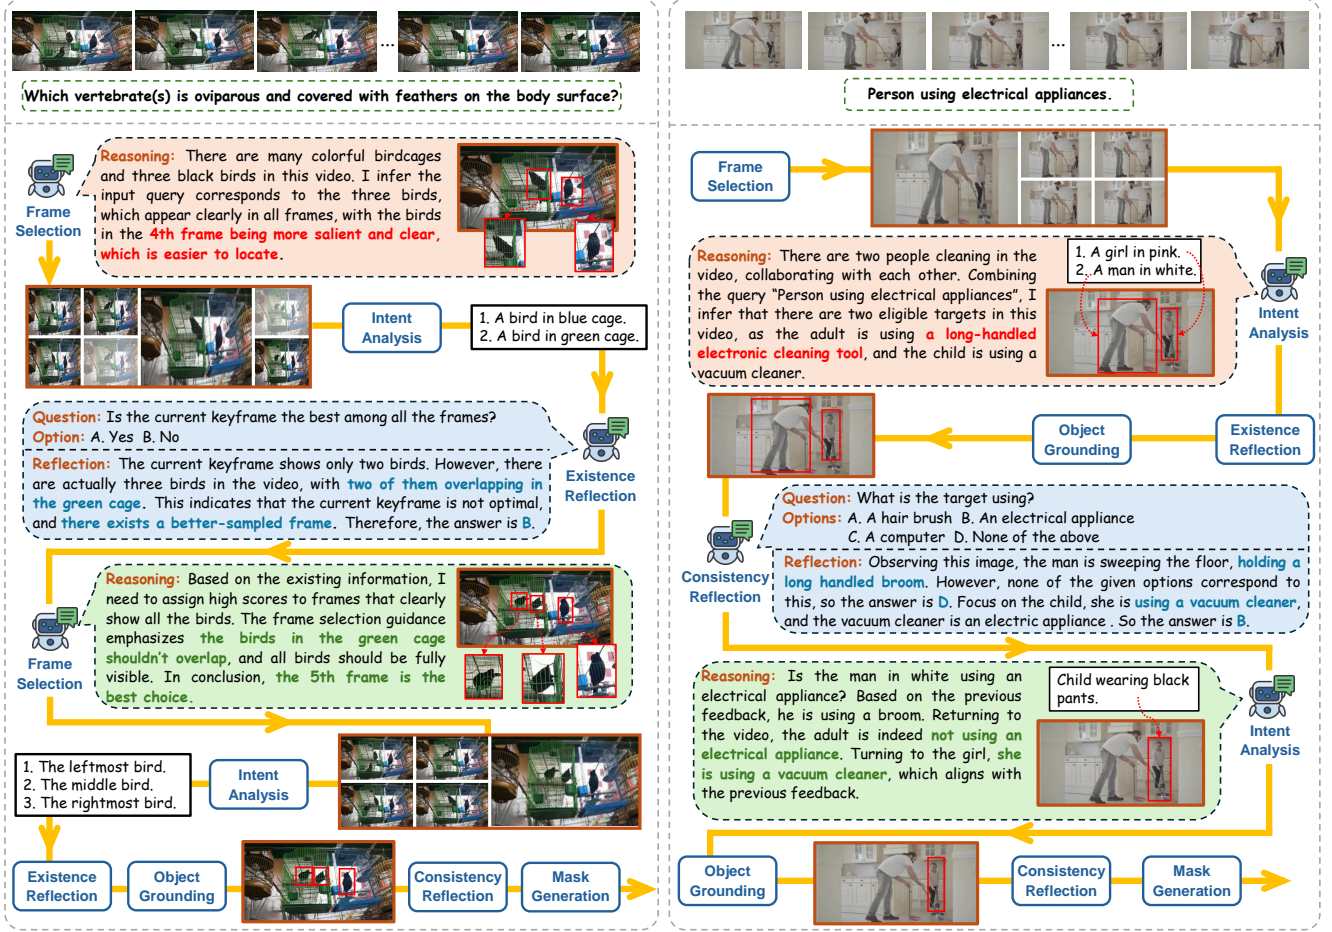 ...
Which vertebrate(s) is oviparous and covered with feathers on the body surface?
Frame
Selection
Reasoning: There are many colorful birdcages
and three black birds in this video. I infer the
input query corresponds to the three birds,
which appear clearly in all frames, with the birds
in the 4th frame being more salient and clear,
which is easier to locate.
Intent
Analysis
1. A bird in blue cage.
2. A bird in green cage.
Question: Is the current keyframe the best among all the frames?
Option: A. Yes B. No
Reflection: The current keyframe shows only two birds. However, there
are actually three birds in the video, with two of them overlapping in
the green cage. This indicates that the current keyframe is not optimal,
and there exists a better-sampled frame. Therefore, the answer is B.
Existence
Reflection
Frame
Selection
Reasoning: Based on the existing information, I
need to assign high scores to frames that clearly
show all the birds. The frame selection guidance
emphasizes the birds in the green cage
shouldn't overlap, and all birds should be fully
visible. In conclusion, the 5th frame is the
best choice.
1. The leftmost bird.
2. The middle bird.
3. The rightmost bird.
Intent
Analysis
Existence
Reflection
Object
Grounding
Consistency
Reflection
Mask
Generation
...
Person using electrical appliances.
Frame
Selection
Reasoning: There are two people cleaning in the
video, collaborating with each other. Combining
the query "Person using electrical appliances", I
infer that there are two eligible targets in this
video, as the adult is using a long-handled
electronic cleaning tool, and the child is using a
vacuum cleaner.
1. A girl in pink.
2. A man in white.
Intent
Analysis
Object
Grounding
Existence
Reflection
Consistency
Reflection
Question: What is the target using?
Options: A. A hair brush B. An electrical appliance
C. A computer D. None of the above
Reflection: Observing this image, the man is sweeping the floor, holding a
long handled broom. However, none of the given options correspond to
this, so the answer is D. Focus on the child, she is using a vacuum cleaner,
and the vacuum cleaner is an electric appliance . So the answer is B.
Reasoning: Is the man in white using an
electrical appliance? Based on the previous
feedback, he is using a broom. Returning to
the video, the adult is indeed not using an
electrical appliance. Turning to the girl, she
is using a vacuum cleaner, which aligns with
the previous feedback.
Child wearing black
pants.
Intent
Analysis
Object
Grounding
Consistency
Reflection
Mask
Generation